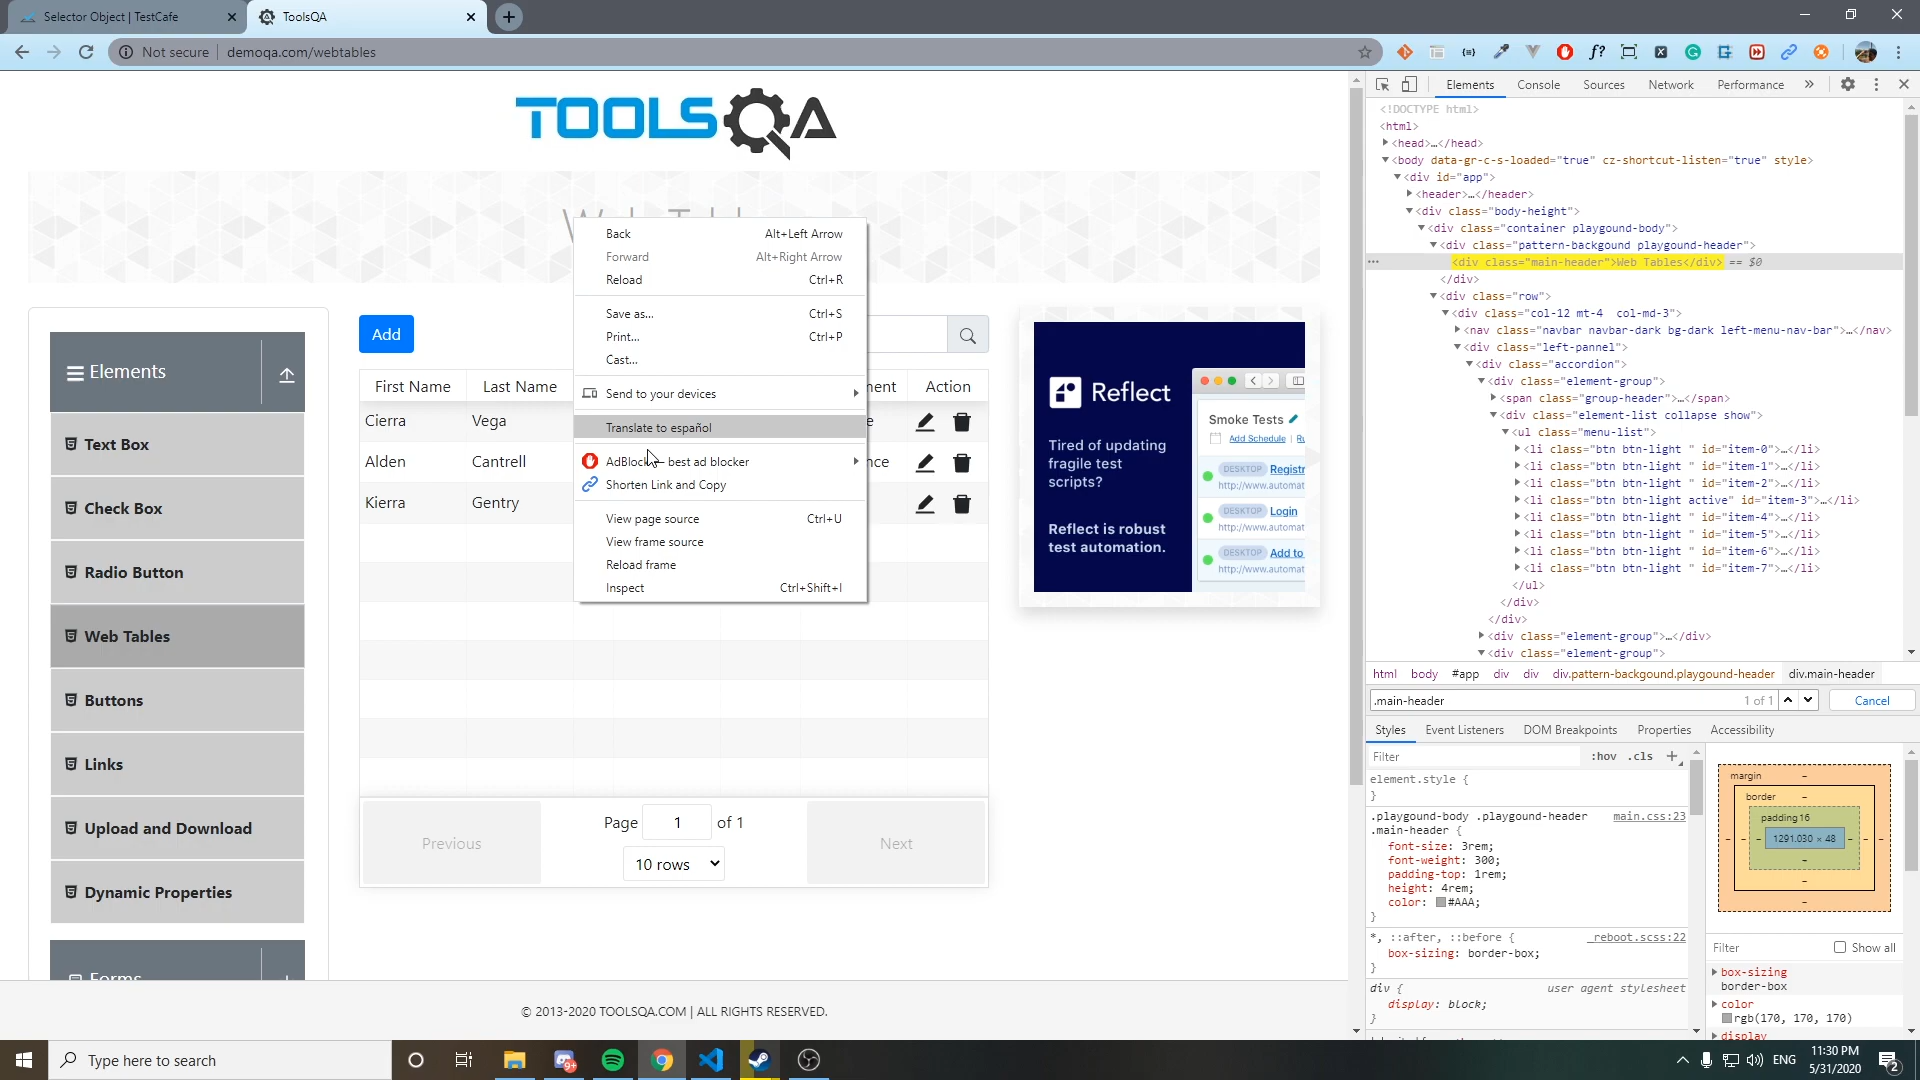 Selector Object | TestCafe
ToolsQA
Not secure
demoqa.com/webtables
TOOLSQA
Back Alt+Left Arrow
Forward Alt+Right Arrow
Reload Ctrl+R
Save as... Ctrl+S
Print... Ctrl+P
Cast...
Send to your devices
Translate to español
AdBlock — best ad blocker
Shorten Link and Copy
View page source Ctrl+U
View frame source
Reload frame
Inspect Ctrl+Shift+I
Elements
Text Box
Check Box
Radio Button
Web Tables
Buttons
Links
Upload and Download
Dynamic Properties
Forms
Add
First Name Last Name Action
Cierra Vega
Alden Cantrell
Kierra Gentry
Previous
Page 1 of 1
10 rows
Next
Reflect
Tired of updating
fragile test
scripts?
Reflect is robust
test automation.
Smoke Tests
Add Schedule
DESKTOP Registr
http://www.automat
DESKTOP Login
http://www.automat
DESKTOP Add to
http://www.automat
© 2013-2020 TOOLSQA.COM | ALL RIGHTS RESERVED.
Elements Console Sources Network Performance
<!DOCTYPE html>
<html>
<head>…</head>
<body data-gr-c-s-loaded="true" cz-shortcut-listen="true" style>
<div id="app">
<header>…</header>
<div class="body-height">
<div class="container playgound-body">
<div class="pattern-backgound playgound-header">
<div class="main-header">Web Tables</div> == $0
</div>
<div class="row">
<div class="col-12 mt-4  col-md-3">
<nav class="navbar navbar-dark bg-dark left-menu-nav-bar">…</nav>
<div class="left-pannel">
<div class="accordion">
<div class="element-group">
<span class="group-header">…</span>
<div class="element-list collapse show">
<ul class="menu-list">
<li class="btn btn-light " id="item-0">…</li>
<li class="btn btn-light " id="item-1">…</li>
<li class="btn btn-light " id="item-2">…</li>
<li class="btn btn-light active" id="item-3">…</li>
<li class="btn btn-light " id="item-4">…</li>
<li class="btn btn-light " id="item-5">…</li>
<li class="btn btn-light " id="item-6">…</li>
<li class="btn btn-light " id="item-7">…</li>
</ul>
</div>
</div>
<div class="element-group">…</div>
<div class="element-group">
html body #app div div div.pattern-backgound.playgound-header div.main-header
.main-header 1 of 1 Cancel
Styles Event Listeners DOM Breakpoints Properties Accessibility
Filter :hov .cls +
element.style {
}
.playgound-body .playgound-header main.css:23
.main-header {
font-size: 3rem;
font-weight: 300;
padding-top: 1rem;
height: 4rem;
color: #AAA;
}
*, ::after, ::before { _reboot.scss:22
box-sizing: border-box;
}
div { user agent stylesheet
display: block;
}
margin –
border –
padding16
1291.030 × 48
Filter Show all
box-sizing
border-box
color
rgb(170, 170, 170)
display
Type here to search
ENG
11:30 PM
5/31/2020
2